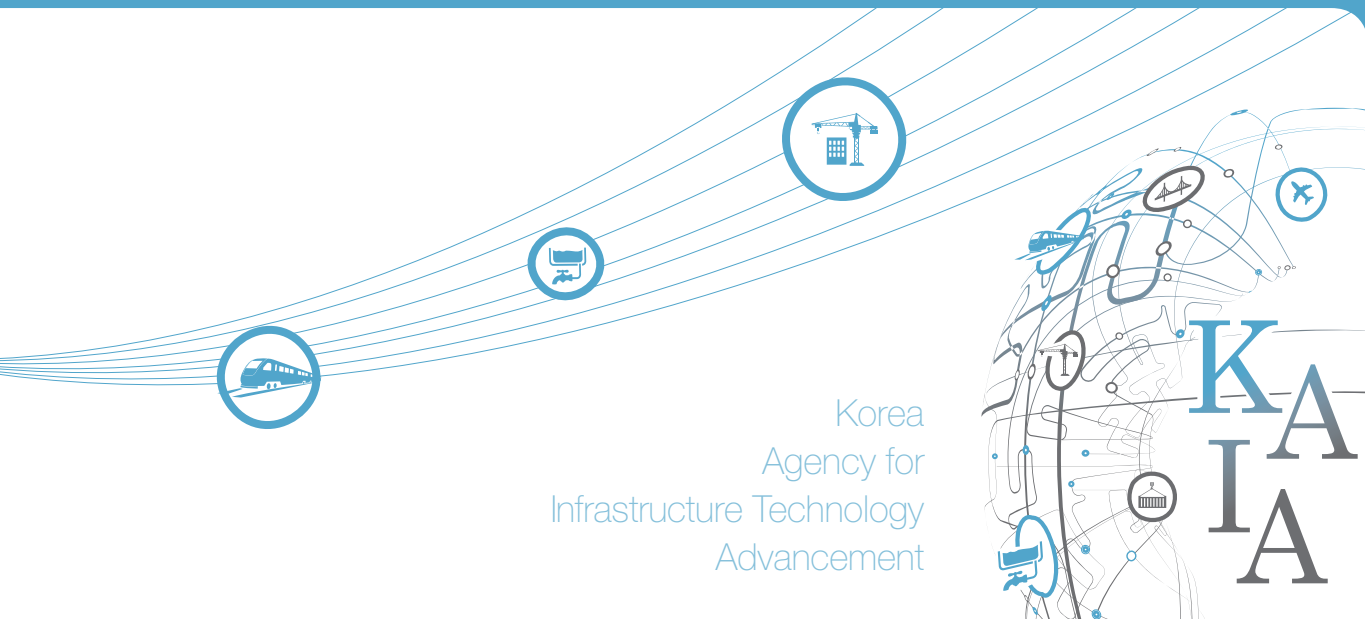 Korea
Agency for
Infrastructure Technology
Advancement
KA
IA